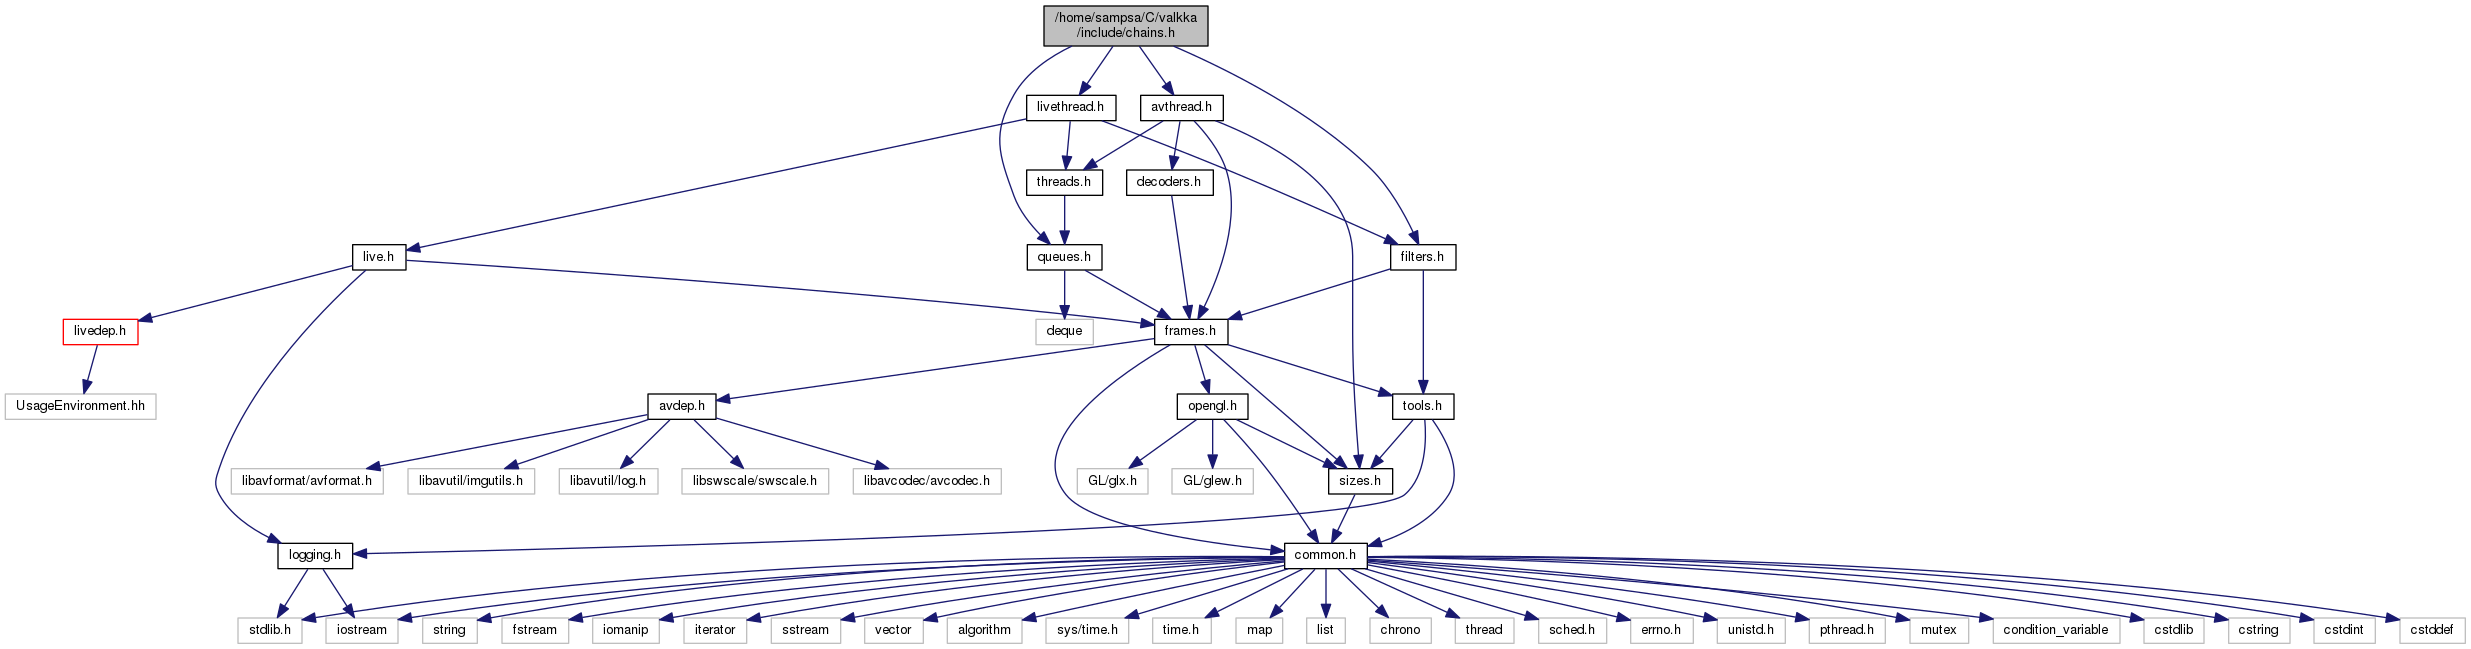 /home/sampsa/C/valkka
/include/chains.h
livethread.h
avthread.h
threads.h
decoders.h
live.h
queues.h
filters.h
livedep.h
deque
frames.h
UsageEnvironment.hh
avdep.h
opengl.h
tools.h
libavformat/avformat.h
libavutil/imgutils.h
libavutil/log.h
libswscale/swscale.h
libavcodec/avcodec.h
GL/glx.h
GL/glew.h
sizes.h
logging.h
common.h
stdlib.h
iostream
string
fstream
iomanip
iterator
sstream
vector
algorithm
sys/time.h
time.h
map
list
chrono
thread
sched.h
errno.h
unistd.h
pthread.h
mutex
condition_variable
cstdlib
cstring
cstdint
cstddef